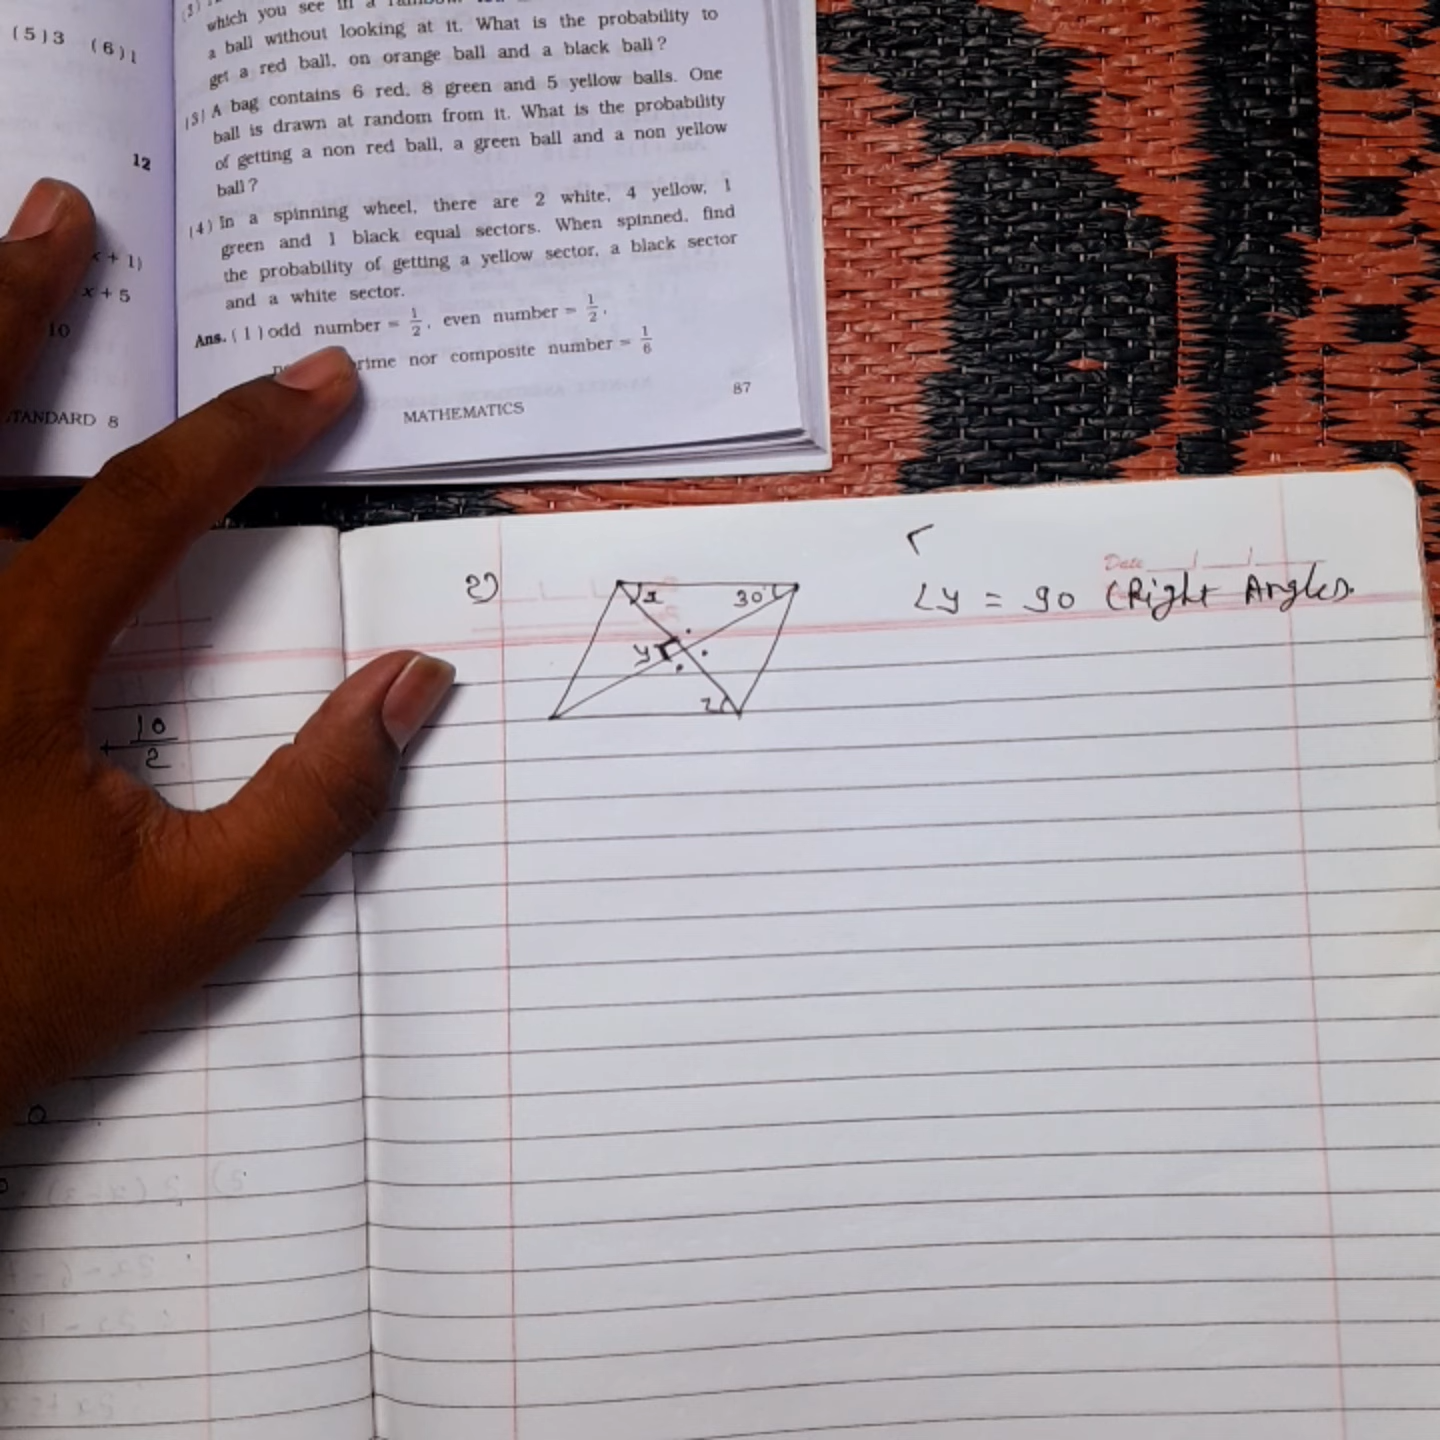 (5) 3 (6) 1
12
x + 1)
x + 5
10
TANDARD 8
(3)
which you see in a
a ball without looking at it. What is the probability to
get a red ball, on orange ball and a black ball?
(3) A bag contains 6 red, 8 green and 5 yellow balls. One
ball is drawn at random from it. What is the probability
of getting a non red ball, a green ball and a non yellow
ball?
(4) In a spinning wheel, there are 2 white, 4 yellow, 1
green and 1 black equal sectors. When spinned, find
the probability of getting a yellow sector, a black sector
and a white sector.
Ans. (1) odd number = 1/2, even number = 1/2,
rime nor composite number = 1/6
MATHEMATICS 87
Date
2) x 30° ∠y = 90 (Right Angles.
y
z
10
2
0